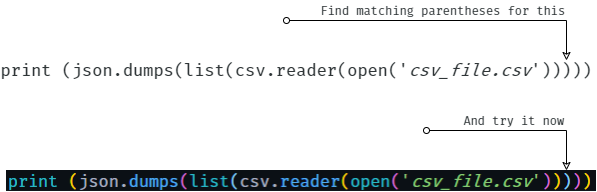 Find matching parentheses for this
print (json.dumps(list(csv.reader(open('csv_file.csv')))))
And try it now
print (json.dumps(list(csv.reader(open('csv_file.csv')))))